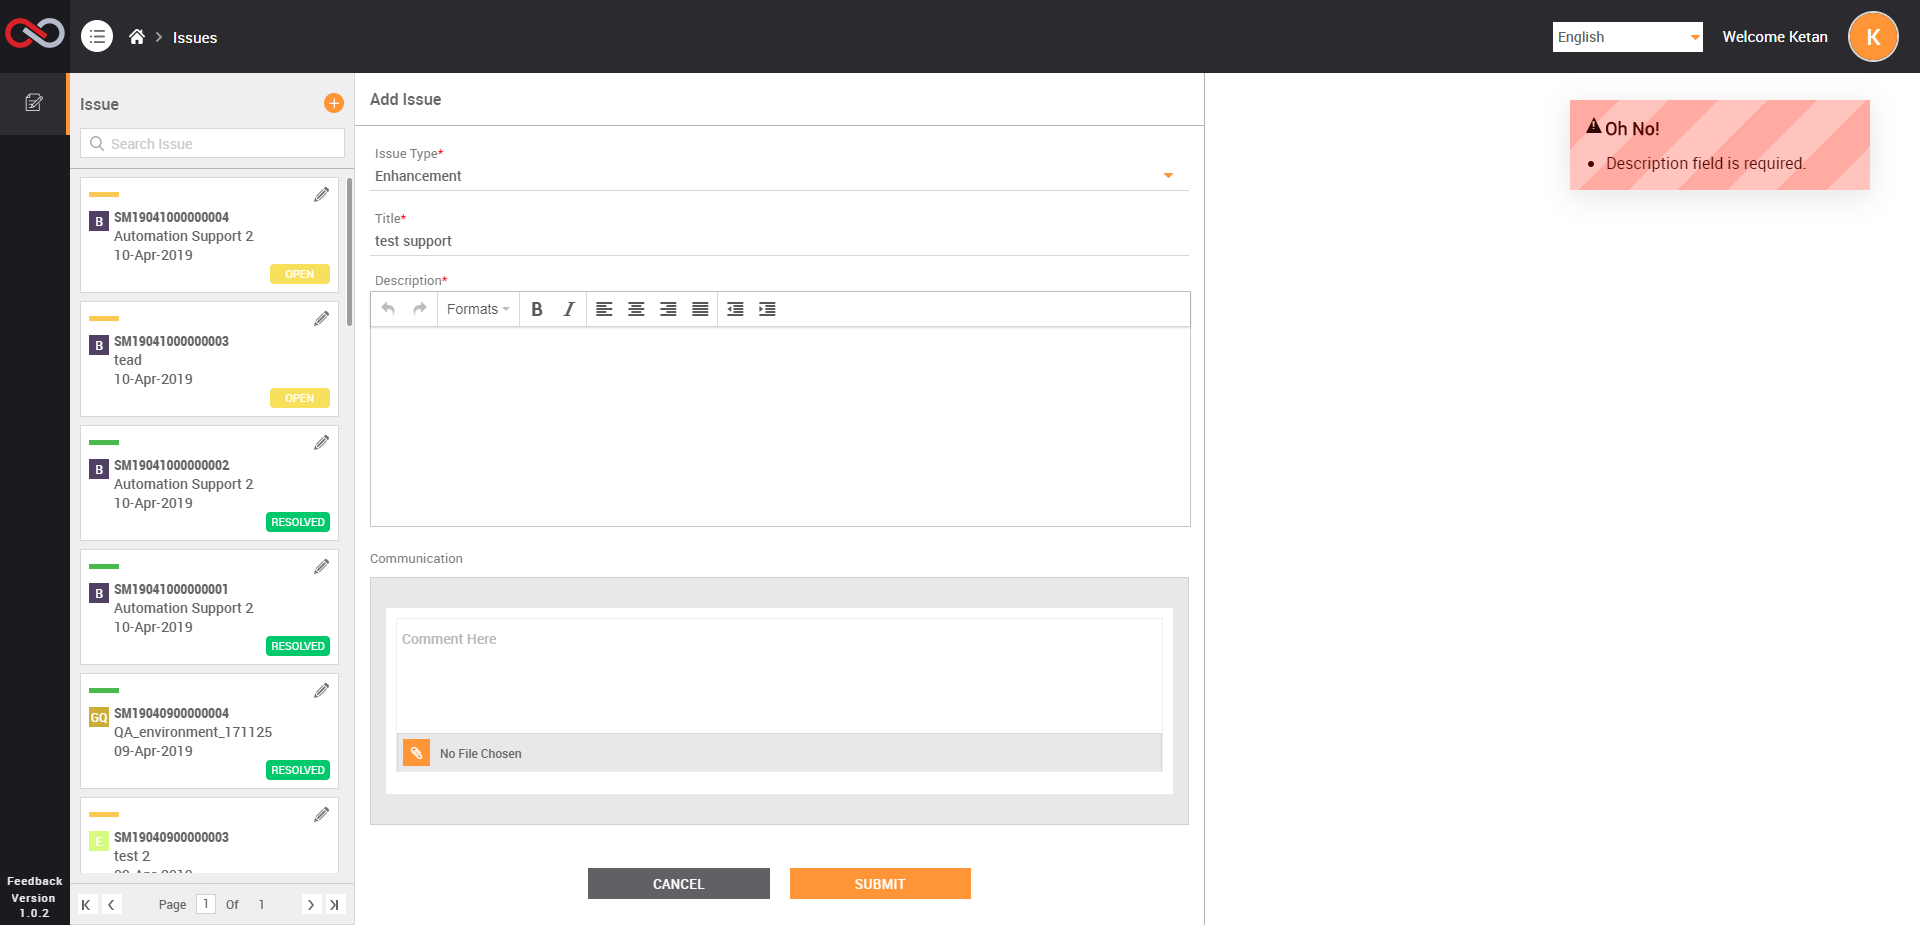 Issues
English
Welcome Ketan
K
Issue
Search Issue
B
SM19041000000004
Automation Support 2
10-Apr-2019
OPEN
B
SM19041000000003
tead
10-Apr-2019
OPEN
B
SM19041000000002
Automation Support 2
10-Apr-2019
RESOLVED
B
SM19041000000001
Automation Support 2
10-Apr-2019
RESOLVED
GQ
SM19040900000004
QA_environment_171125
09-Apr-2019
RESOLVED
E
SM19040900000003
test 2
Page 1 Of 1
Feedback
Version
1.0.2
Add Issue
Issue Type*
Enhancement
Title*
test support
Description*
Formats B I
Communication
Comment Here
No File Chosen
CANCEL
SUBMIT
Oh No!
Description field is required.